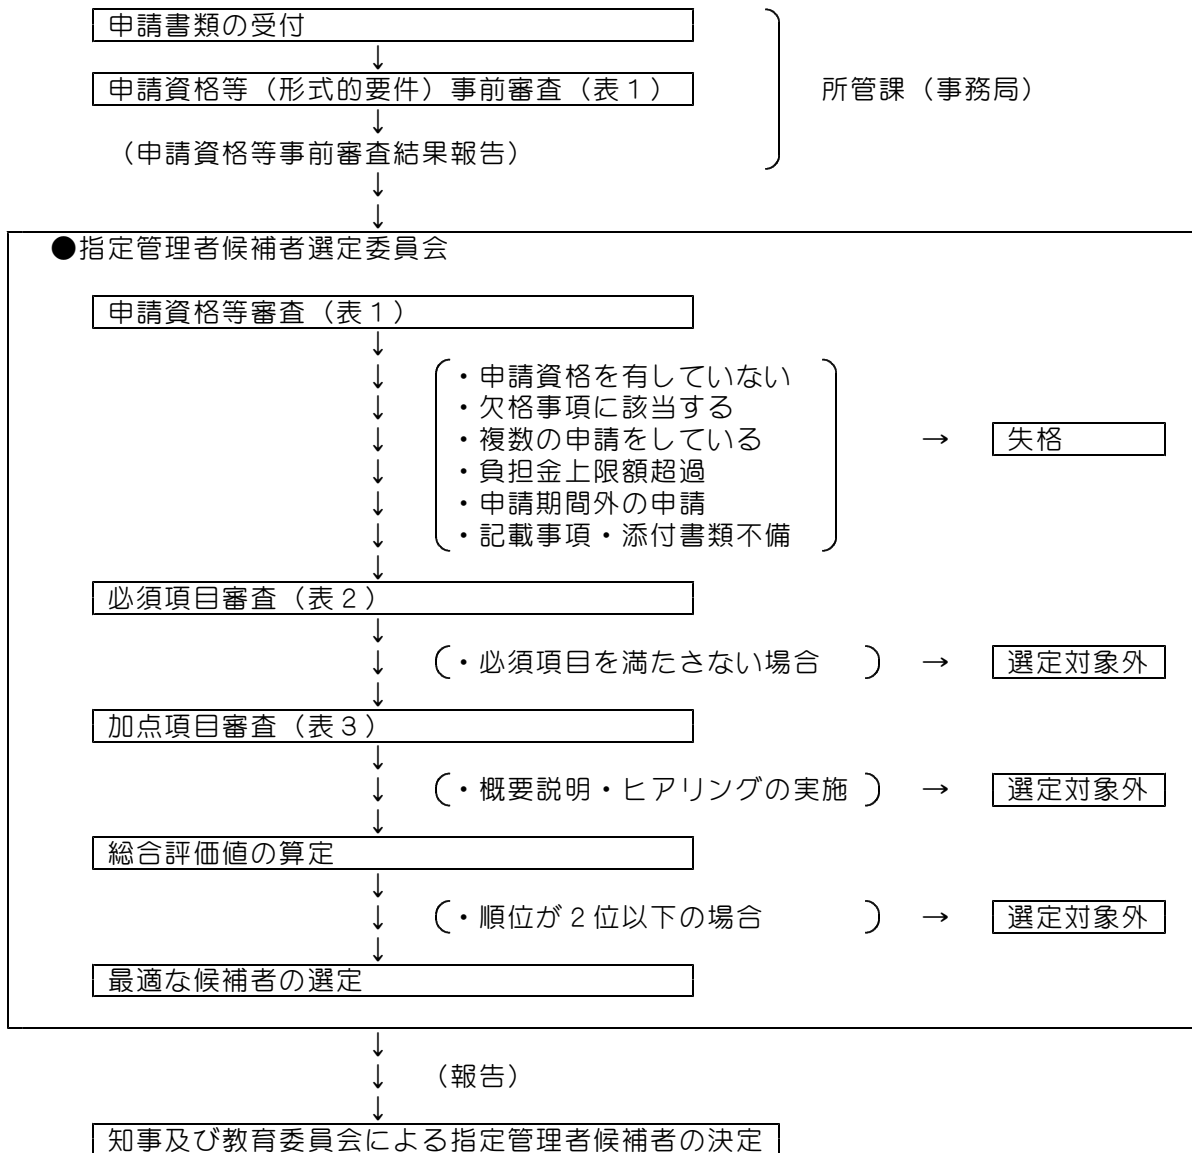 申請書類の受付
↓
申請資格等（形式的要件）事前審査（表１） 所管課（事務局）
↓
（申請資格等事前審査結果報告）
↓
↓
●指定管理者候補者選定委員会
申請資格等審査（表１）
↓
↓ ・申請資格を有していない
↓ ・欠格事項に該当する
↓ ・複数の申請をしている → 失格
↓ ・負担金上限額超過
↓ ・申請期間外の申請
↓ ・記載事項・添付書類不備
↓
必須項目審査（表２）
↓
↓ （・必須項目を満たさない場合 ） → 選定対象外
↓
加点項目審査（表３）
↓
↓ （・概要説明・ヒアリングの実施 ） → 選定対象外
↓
総合評価値の算定
↓
↓ （・順位が２位以下の場合 ） → 選定対象外
↓
最適な候補者の選定
↓
↓ （報告）
↓
知事及び教育委員会による指定管理者候補者の決定